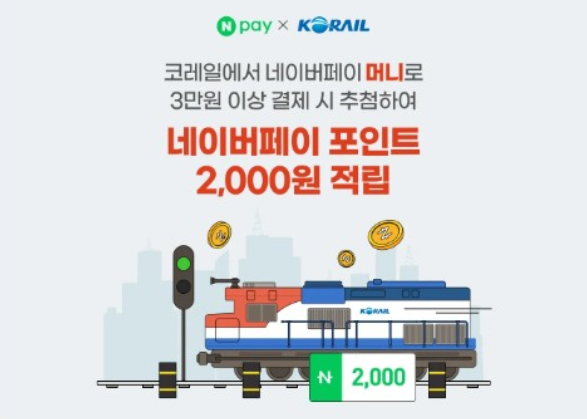 N pay × KORAIL
코레일에서 네이버페이 머니로
3만원 이상 결제 시 추첨하여
네이버페이 포인트
2,000원 적립
KORAIL
N 2,000